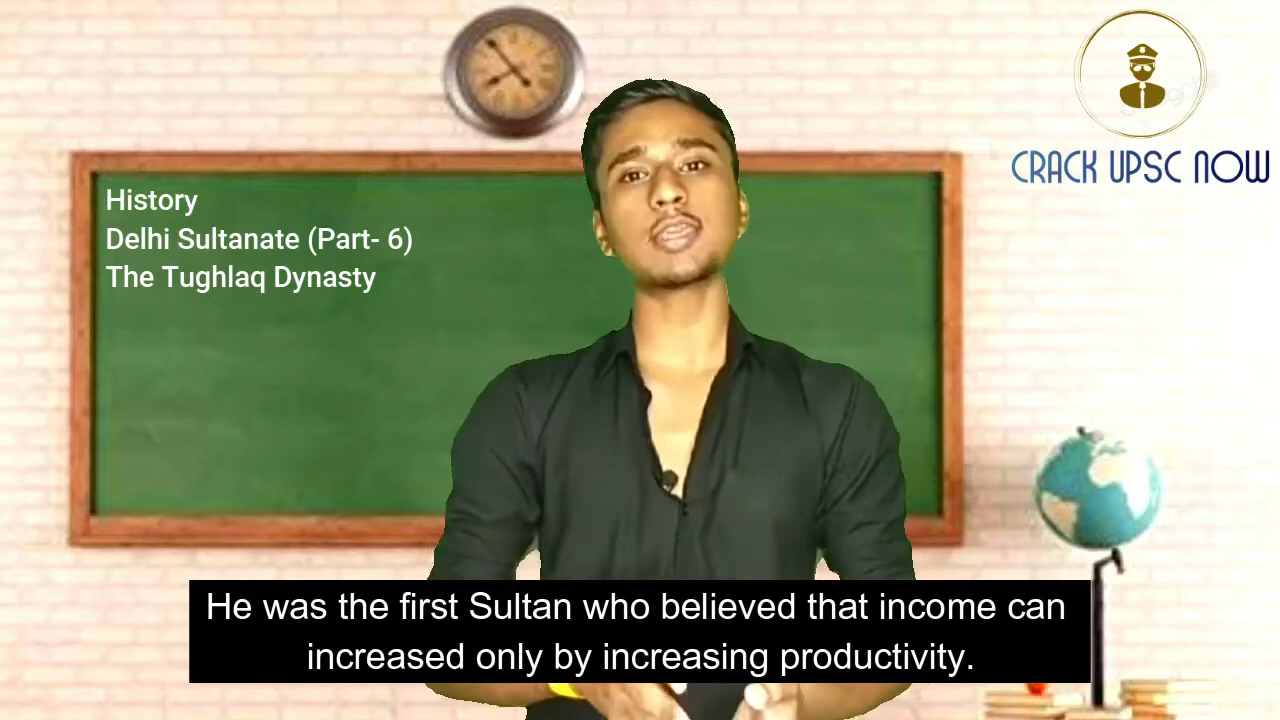 History
Delhi Sultanate (Part- 6)
The Tughlaq Dynasty
CRACK UPSC NOW
He was the first Sultan who believed that income can
increased only by increasing productivity.